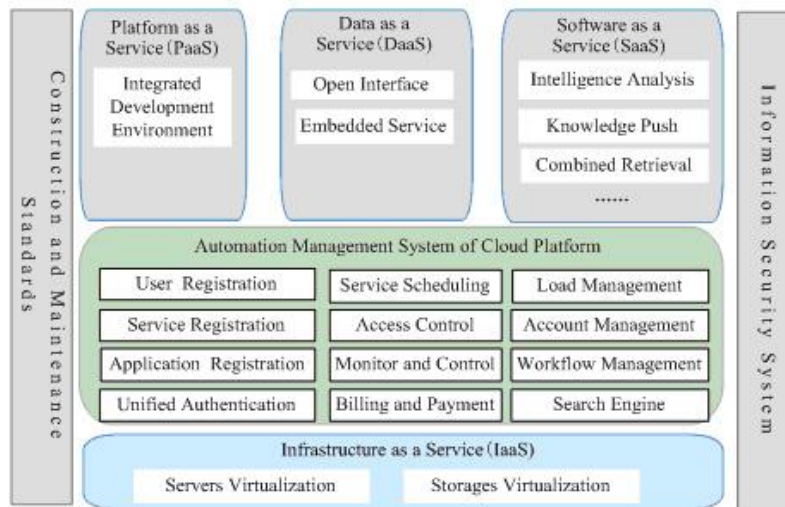 Construction and Maintenance
Standards
Platform as a
Service (PaaS)
Integrated
Development
Environment
Data as a
Service (DaaS)
Open Interface
Embedded Service
Software as a
Service (SaaS)
Intelligence Analysis
Knowledge Push
Combined Retrieval
......
Automation Management System of Cloud Platform
User Registration
Service Scheduling
Load Management
Service Registration
Access Control
Account Management
Application Registration
Monitor and Control
Workflow Management
Unified Authentication
Billing and Payment
Search Engine
Infrastructure as a Service (IaaS)
Servers Virtualization
Storages Virtualization
Information Security System